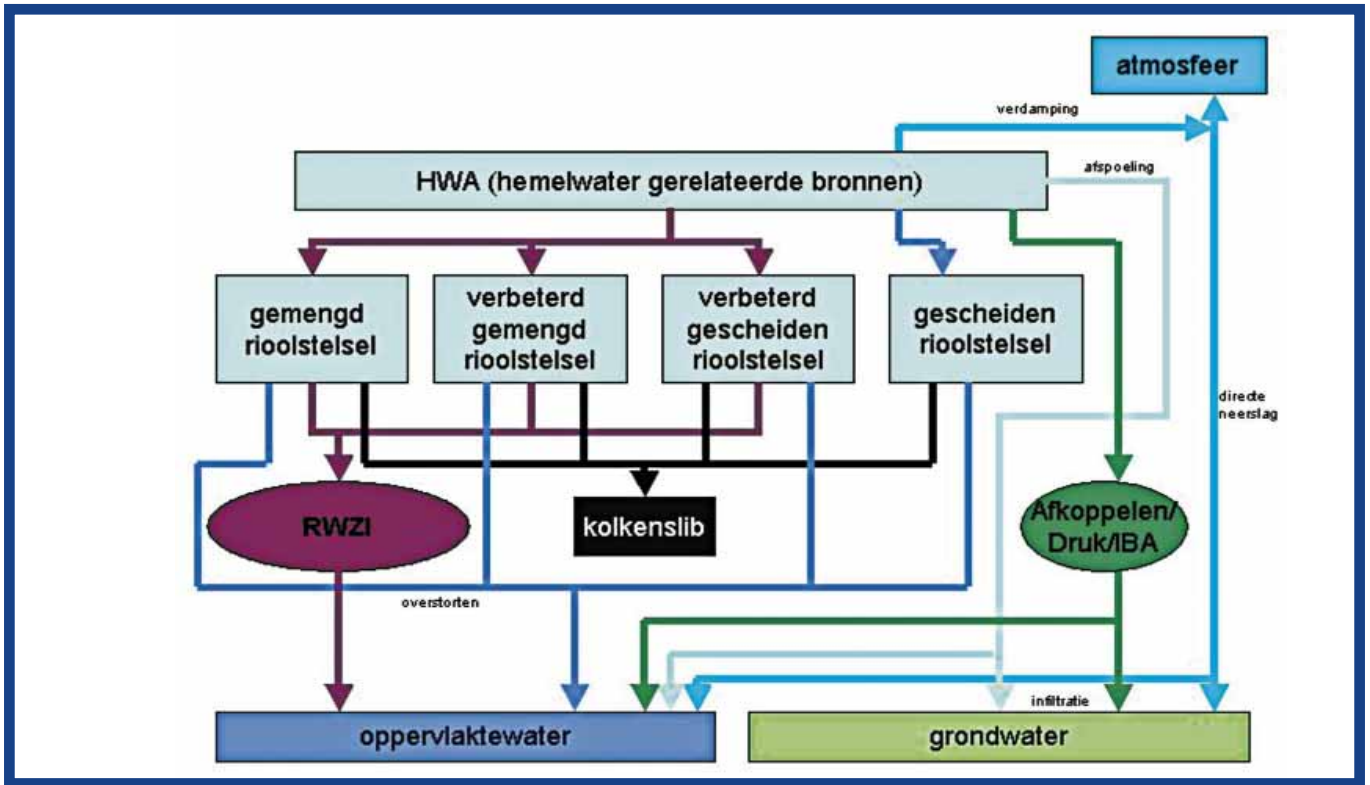 atmosfeer
verdamping
HWA (hemelwater gerelateerde bronnen)
afspoeling
gemengd
rioolstelsel
verbeterd
gemengd
rioolstelsel
verbeterd
gescheiden
rioolstelsel
gescheiden
rioolstelsel
directe
neerslag
RWZI
kolkenslib
Afkoppelen/
Druk/IBA
overstorten
infiltratie
oppervlaktewater
grondwater